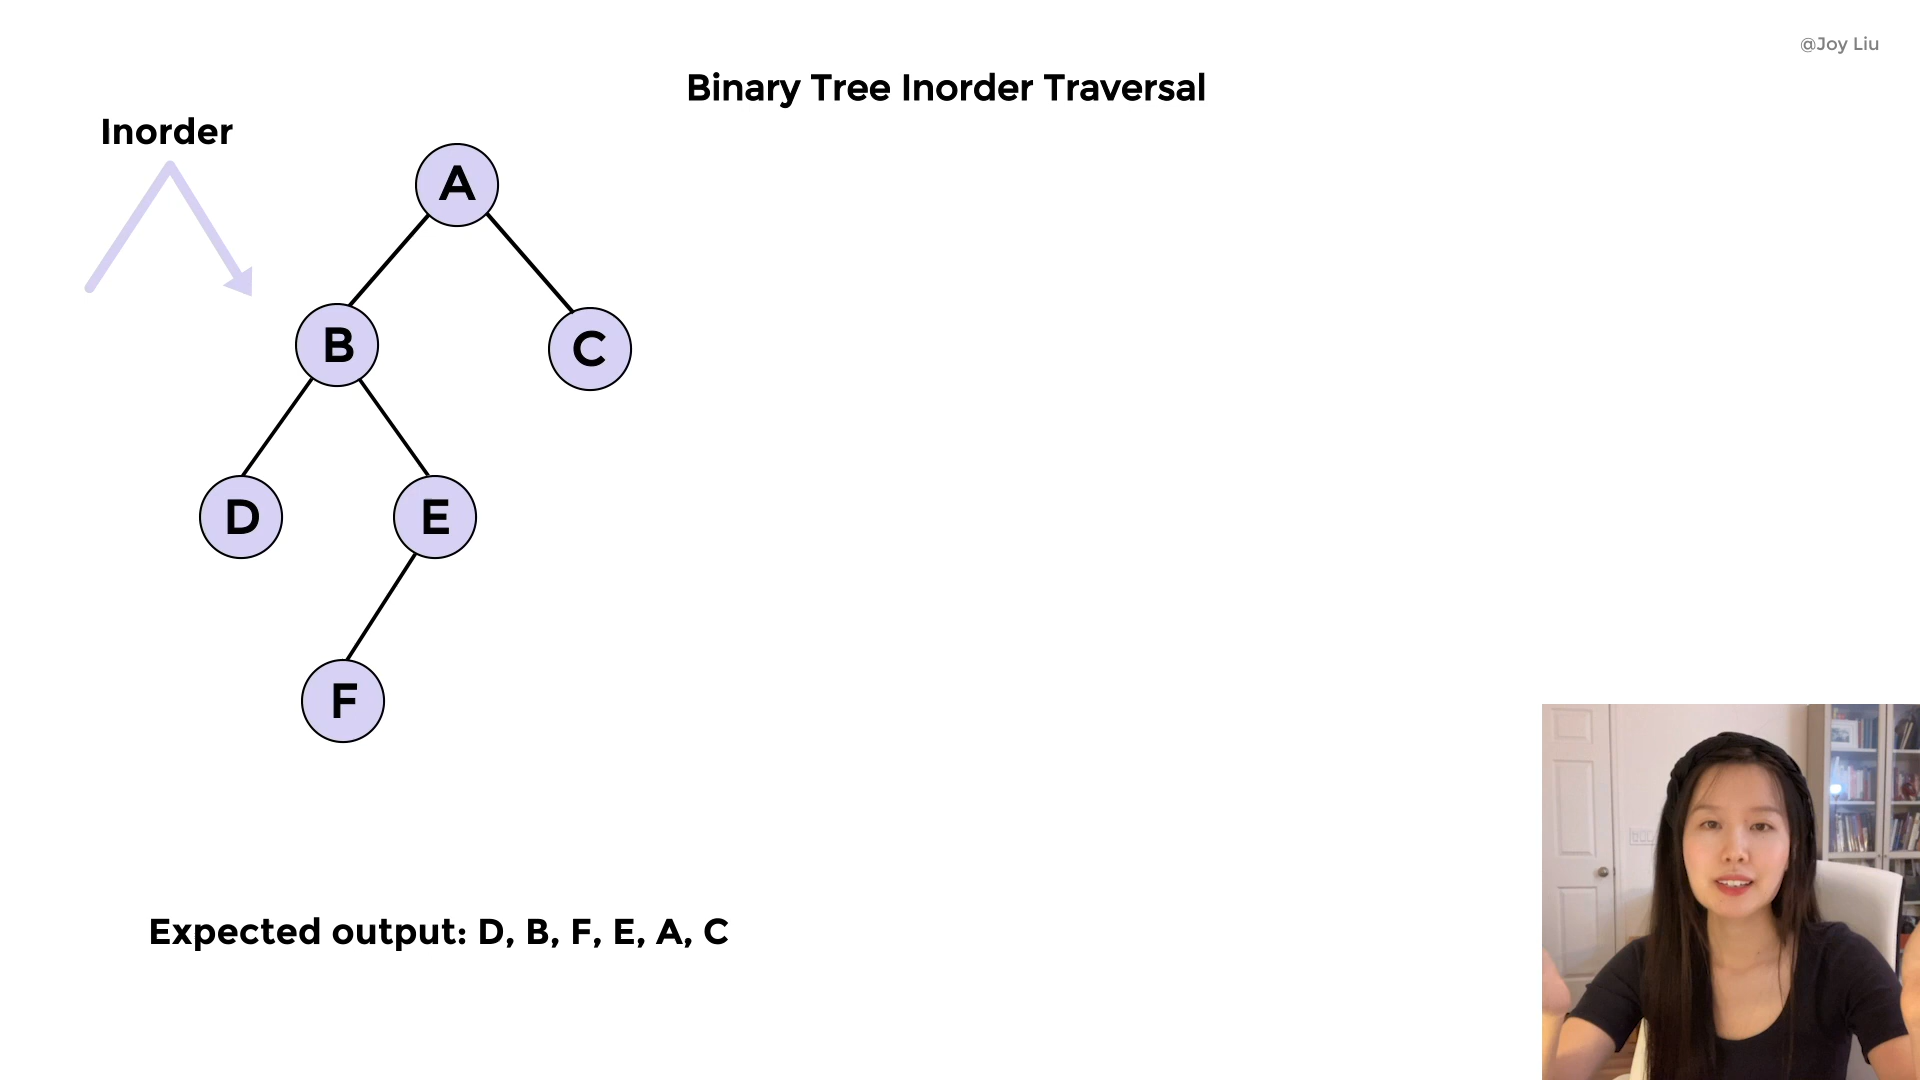 @Joy Liu
Binary Tree Inorder Traversal
Inorder
A
B
C
D
E
F
Expected output: D, B, F, E, A, C